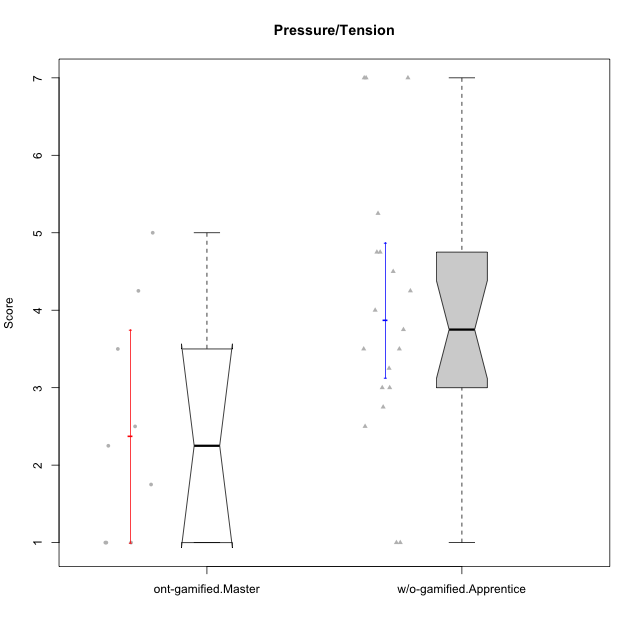 Pressure/Tension
Score
7
6
5
4
3
2
1
ont-gamified.Master
w/o-gamified.Apprentice